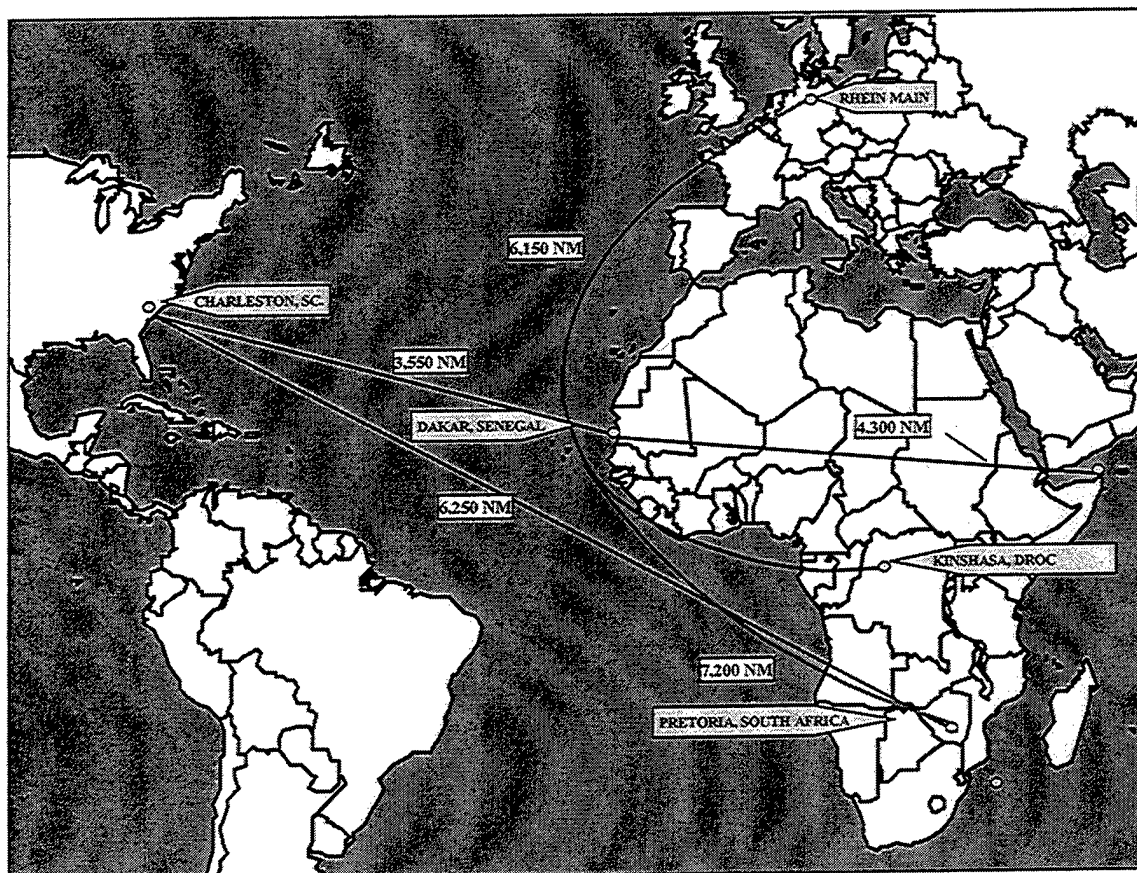 RHEIN MAIN
6,150 NM
CHARLESTON, SC.
3,550 NM
DAKAR, SENEGAL
4,300 NM
6,250 NM
KINSHASA, DROC
7,200 NM
PRETORIA, SOUTH AFRICA